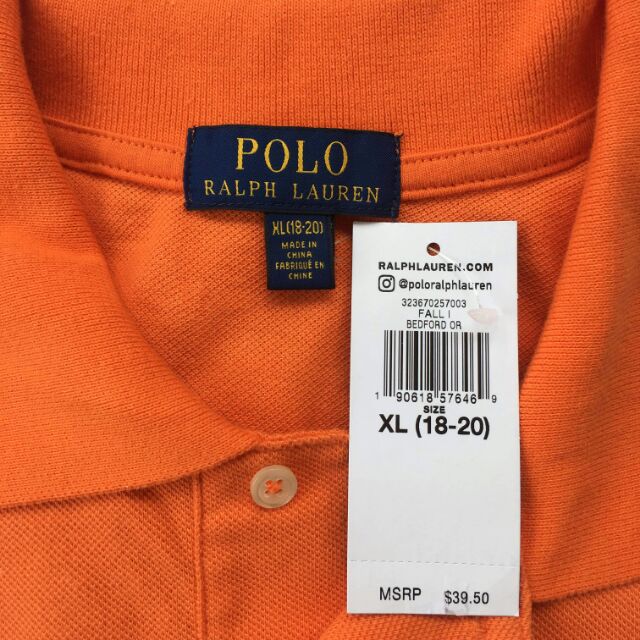 POLO
RALPH LAUREN
XL(18-20)
MADE IN
CHINA
FABRIQUÉ EN
CHINE
RALPHLAUREN.COM
@poloralphlauren
323670257003
FALL I
BEDFORD OR
1 90618 57646 9
SIZE
XL (18-20)
MSRP $39.50